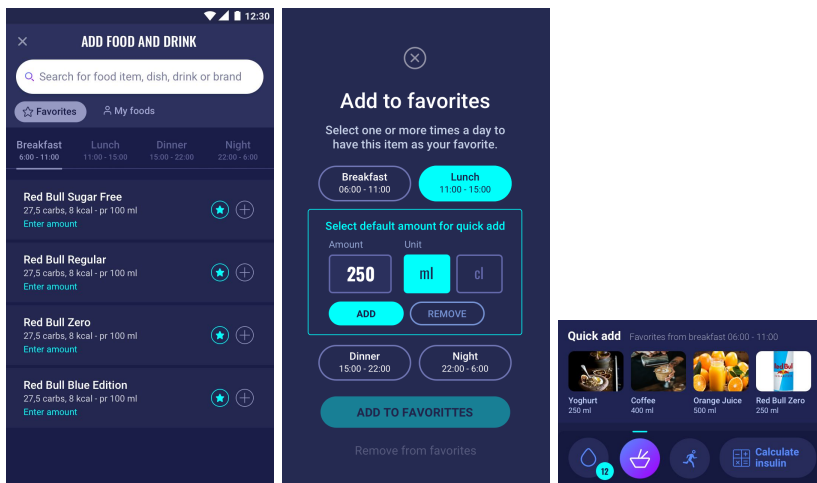 12:30
ADD FOOD AND DRINK
Search for food item, dish, drink or brand
Favorites My foods
Breakfast Lunch Dinner Night
6:00 - 11:00 11:00 - 15:00 15:00 - 22:00 22:00 - 6:00
Red Bull Sugar Free
27,5 carbs, 8 kcal - pr 100 ml
Enter amount
Red Bull Regular
27,5 carbs, 8 kcal - pr 100 ml
Enter amount
Red Bull Zero
27,5 carbs, 8 kcal - pr 100 ml
Enter amount
Red Bull Blue Edition
27,5 carbs, 8 kcal - pr 100 ml
Enter amount
Add to favorites
Select one or more times a day to
have this item as your favorite.
Breakfast Lunch
06:00 - 11:00 11:00 - 15:00
Select default amount for quick add
Amount Unit
250 ml cl
ADD REMOVE
Dinner Night
15:00 - 22:00 22:00 - 6:00
ADD TO FAVORITTES
Remove from favorites
Quick add Favorites from breakfast 06:00 - 11:00
RedBull
Yoghurt Coffee Orange Juice Red Bull Zero
250 ml 400 ml 500 ml 250 ml
12
Calculate
insulin